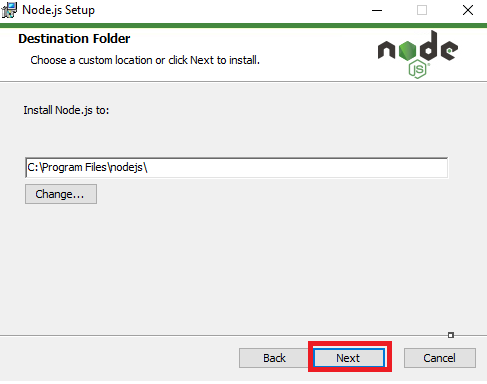 Node.js Setup
Destination Folder
Choose a custom location or click Next to install.
node
JS
Install Node.js to:
C:\Program Files\nodejs\
Change...
Back Next Cancel